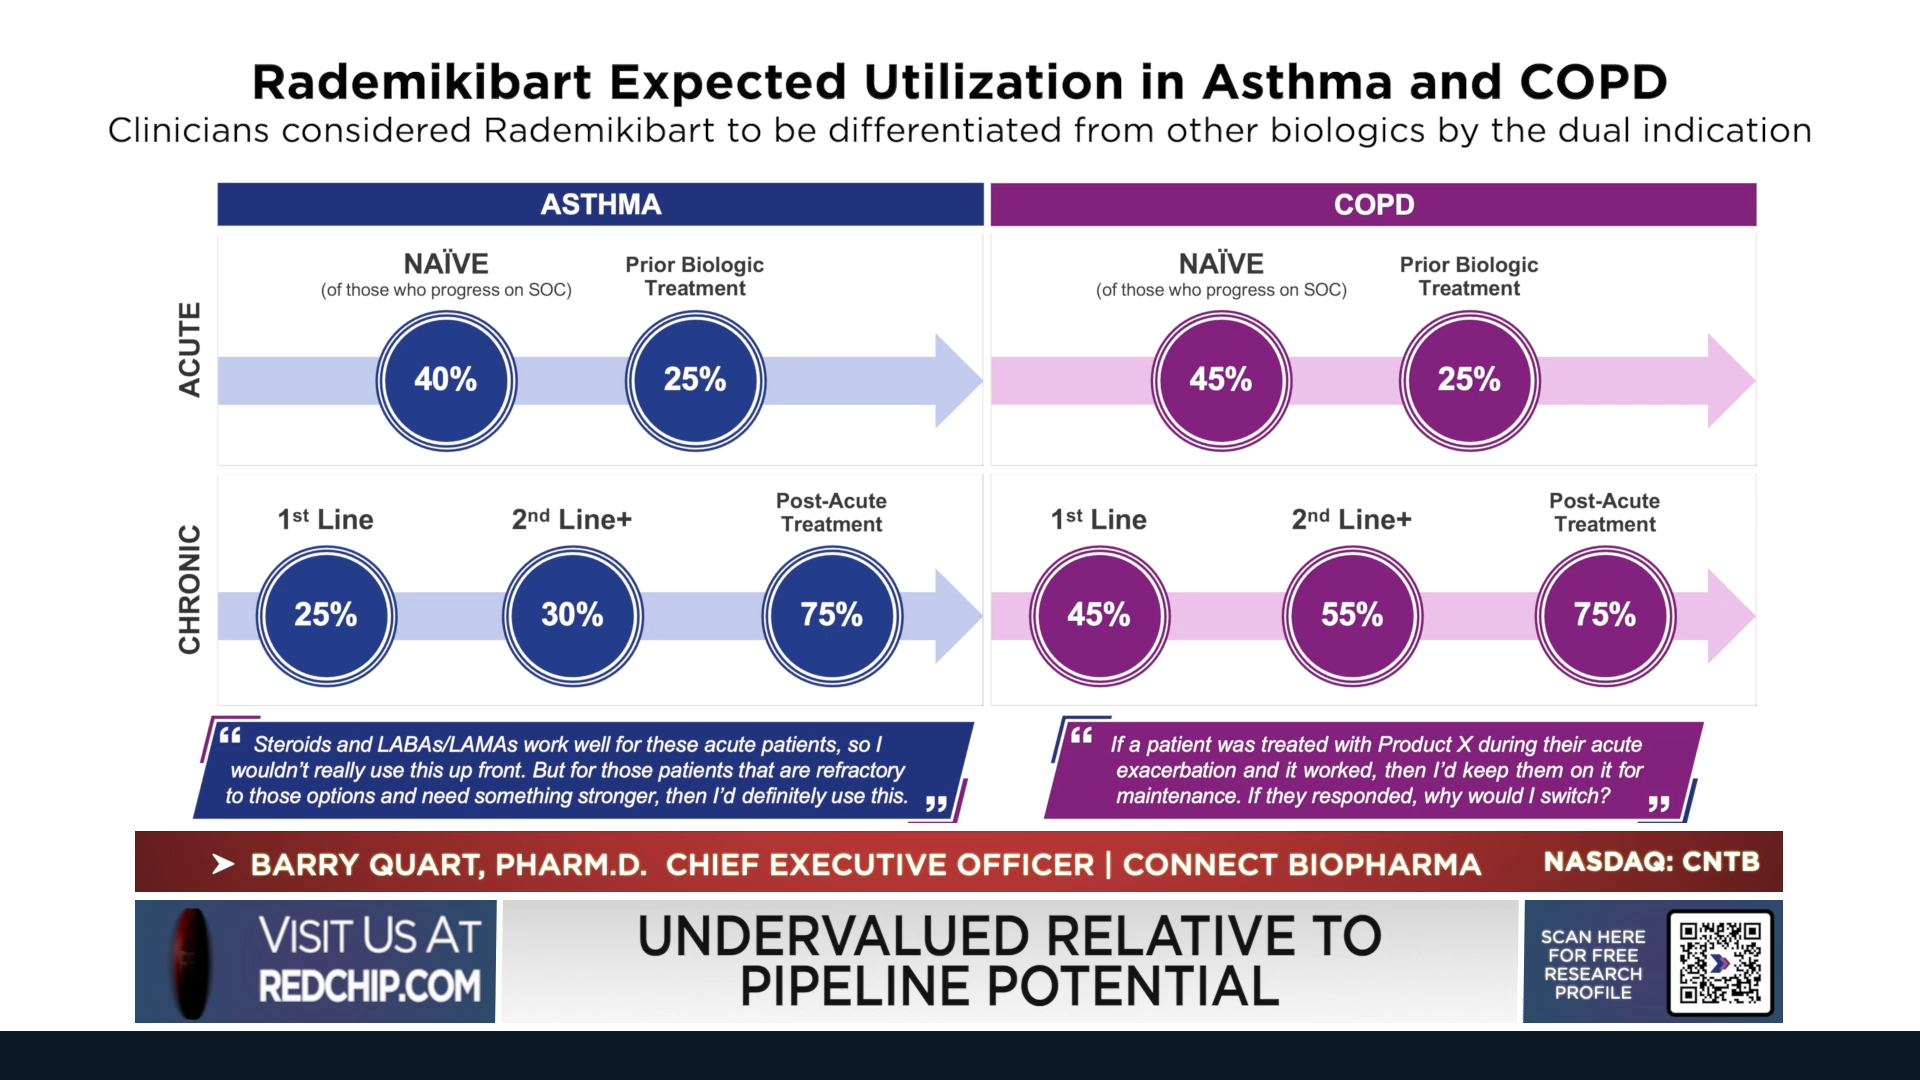 Rademikibart Expected Utilization in Asthma and COPD
Clinicians considered Rademikibart to be differentiated from other biologics by the dual indication
ASTHMA
COPD
ACUTE
NAÏVE
(of those who progress on SOC)
Prior Biologic
Treatment
40%
25%
NAÏVE
(of those who progress on SOC)
Prior Biologic
Treatment
45%
25%
CHRONIC
1st Line
2nd Line+
Post-Acute
Treatment
25%
30%
75%
1st Line
2nd Line+
Post-Acute
Treatment
45%
55%
75%
“ Steroids and LABAs/LAMAs work well for these acute patients, so I
wouldn’t really use this up front. But for those patients that are refractory
to those options and need something stronger, then I’d definitely use this. ”
“ If a patient was treated with Product X during their acute
exacerbation and it worked, then I’d keep them on it for
maintenance. If they responded, why would I switch? ”
➤ BARRY QUART, PHARM.D. CHIEF EXECUTIVE OFFICER | CONNECT BIOPHARMA
NASDAQ: CNTB
VISIT US AT
REDCHIP.COM
UNDERVALUED RELATIVE TO
PIPELINE POTENTIAL
SCAN HERE
FOR FREE
RESEARCH
PROFILE